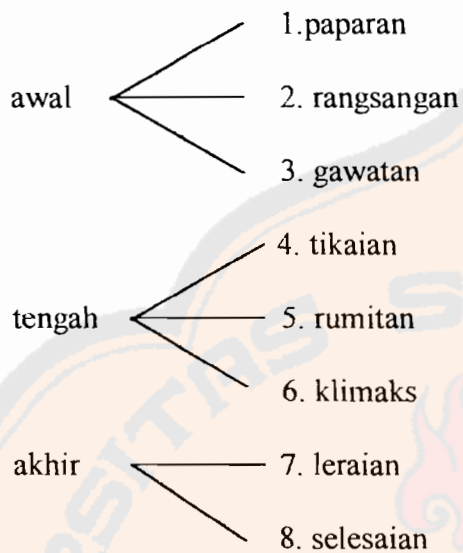 1.paparan
awal
2. rangsangan
3. gawatan
4. tikaian
tengah
5. rumitan
6. klimaks
akhir
7. leraian
8. selesaian